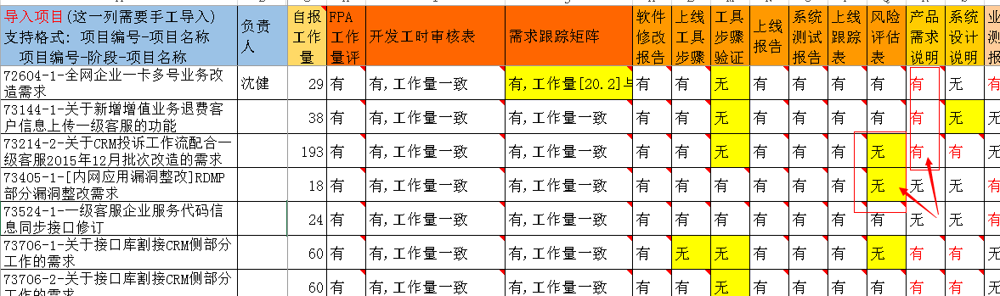 导入项目(这一列需要手工导入)
支持格式: 项目编号-项目名称
项目编号-阶段-项目名称
负责人
自报工作量
FPA工作量评
开发工时审核表
需求跟踪矩阵
软件修改报告
上线工具步骤
工具步骤验证
上线报告
系统测试报告
上线跟踪表
风险评估表
产品需求说明
系统设计说明
72604-1-全网企业一卡多号业务改
造需求
沈健 29 有 有,工作量一致 有,工作量[20.2]与 有 有 无 有 有 有 有 有 无 有
73144-1-关于新增增值业务退费客
户信息上传一级客服的功能
38 有 有,工作量一致 有,工作量一致 有 有 无 有 有 有 有 有 无 无
73214-2-关于CRM投诉工作流配合一
级客服2015年12月批次改造的需求
193 有 有,工作量一致 有,工作量一致 有 有 无 有 有 有 无 有 有 无
73405-1-[内网应用漏洞整改]RDMP
部分漏洞整改需求
18 有 有,工作量一致 有,工作量一致 有 有 有 有 有 有 无 无 无 有
73524-1-一级客服企业服务代码信
息同步接口修订
24 有 有,工作量一致 有,工作量一致 有 有 有 有 有 有 有 无 无 有
73706-1-关于接口库割接CRM侧部分
工作的需求
60 有 有,工作量一致 有,工作量一致 有 无 无 有 有 有 无 有 有 无
73706-2-关于接口库割接CRM侧部分
工作的需求
60 有 有,工作量一致 有,工作量一致 有 有 无 有 有 有 有 有 有 无